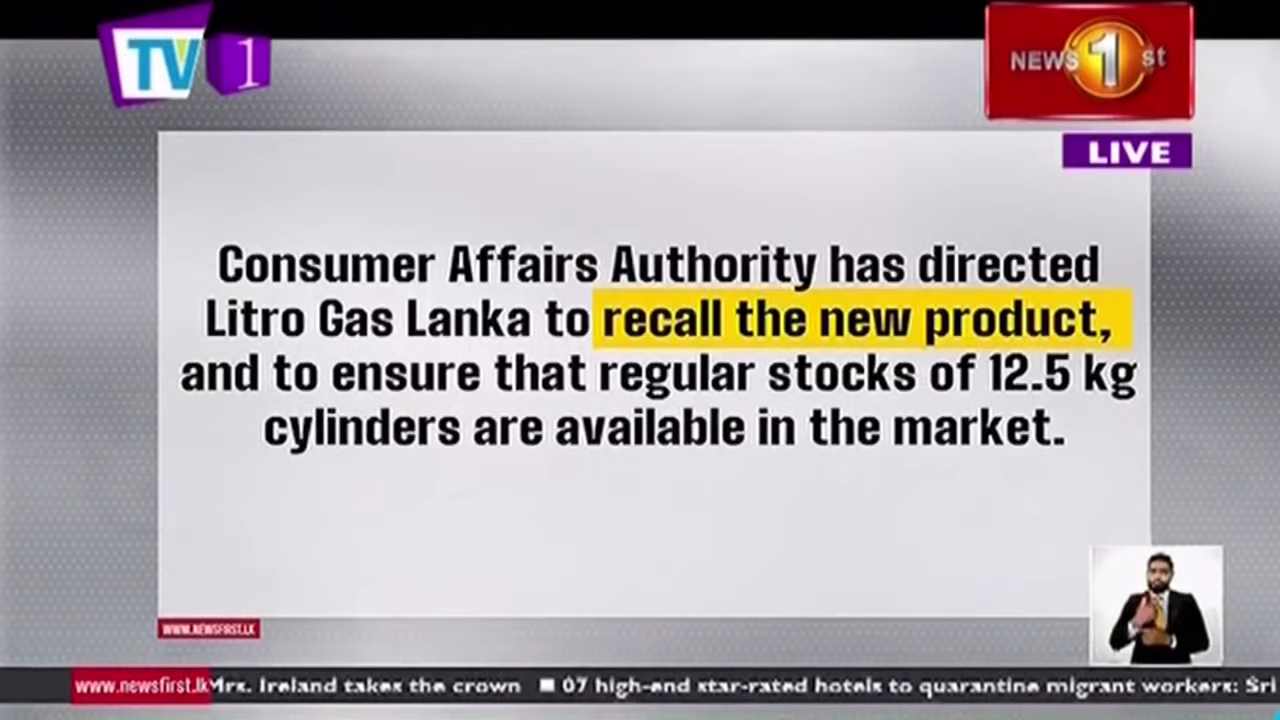 TV 1
NEWS 1st
LIVE
Consumer Affairs Authority has directed
Litro Gas Lanka to recall the new product,
and to ensure that regular stocks of 12.5 kg
cylinders are available in the market.
WWW.NEWSFIRST.LK
www.newsfirst.lk Mrs. Ireland takes the crown ■ 07 high-end star-rated hotels to quarantine migrant workers: Sri